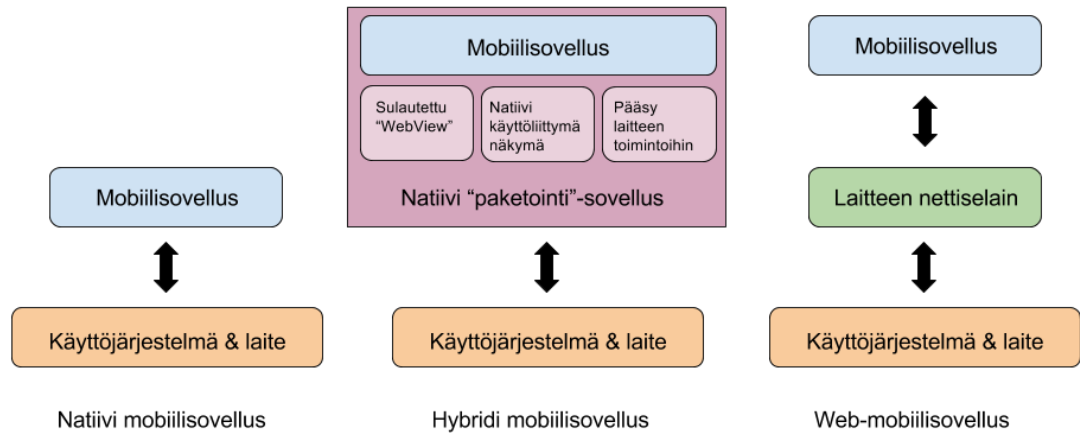 Mobiilisovellus
Käyttöjärjestelmä & laite
Natiivi mobiilisovellus
Mobiilisovellus
Sulautettu
“WebView”
Natiivi
käyttöliittymä
näkymä
Pääsy
laitteen
toimintoihin
Natiivi “paketointi”-sovellus
Käyttöjärjestelmä & laite
Hybridi mobiilisovellus
Mobiilisovellus
Laitteen nettiselain
Käyttöjärjestelmä & laite
Web-mobiilisovellus